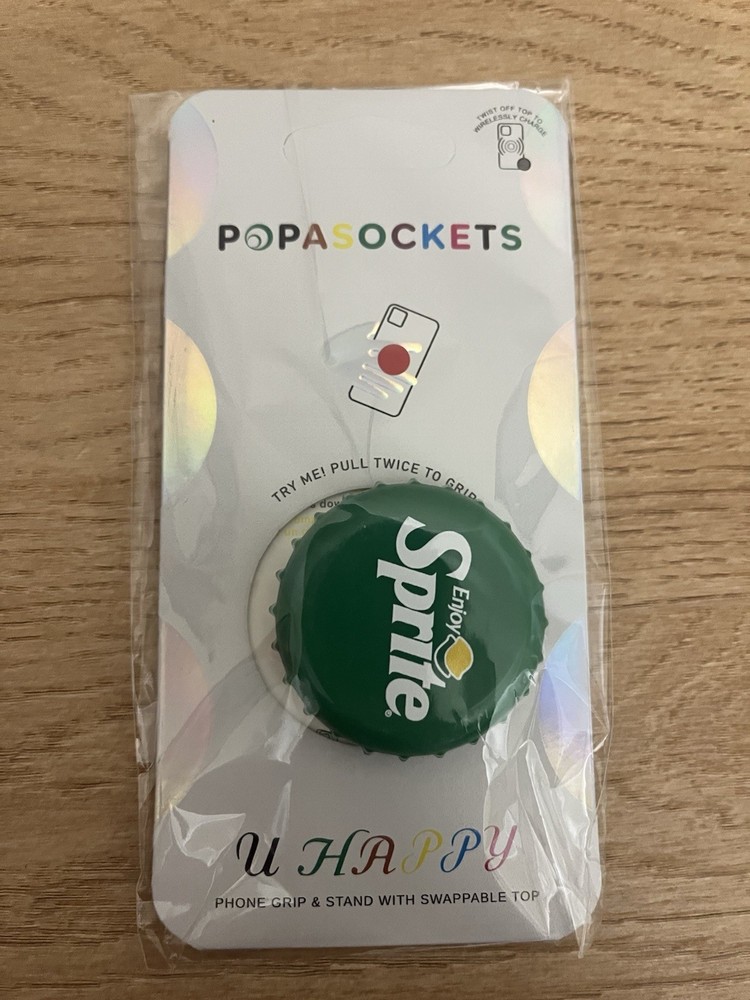 TWIST OFF TOP TO
WIRELESSLY CHARGE
POPASOCKETS
TRY ME! PULL TWICE TO GRIP
Enjoy
Sprite®
U HAPPY
PHONE GRIP & STAND WITH SWAPPABLE TOP